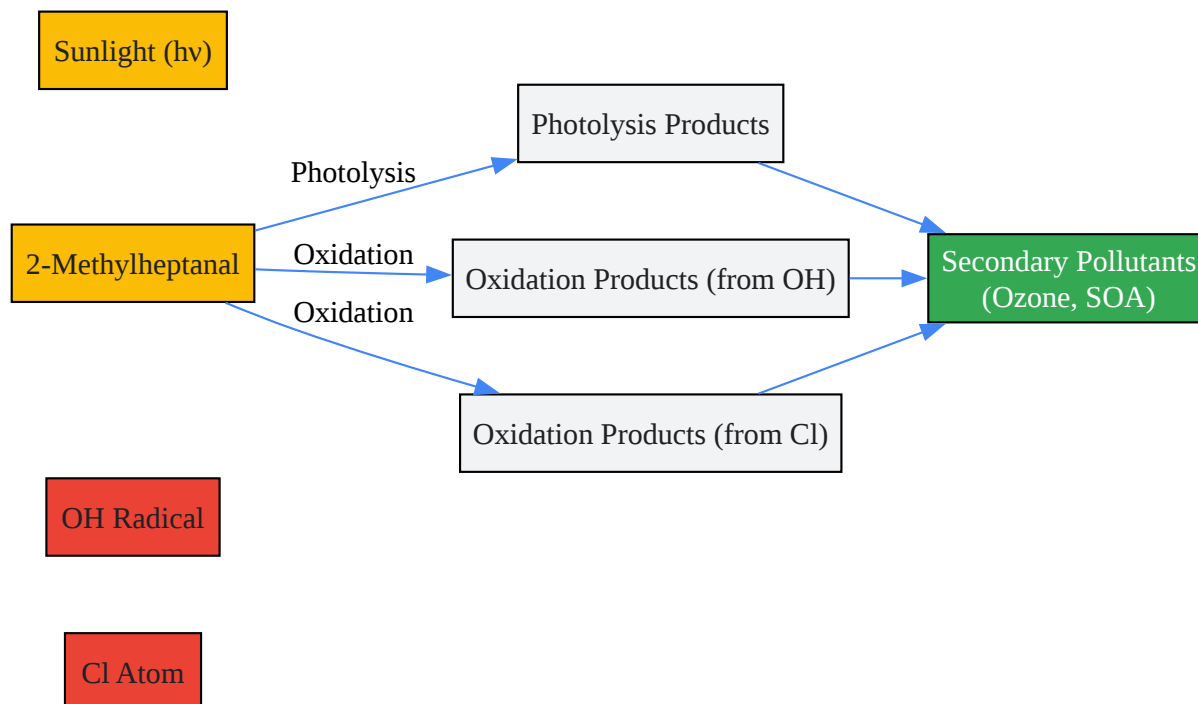 Sunlight (hν)
Photolysis Products
Photolysis
2-Methylheptanal
Oxidation
Oxidation Products (from OH)
Secondary Pollutants
(Ozone, SOA)
Oxidation
Oxidation Products (from Cl)
OH Radical
Cl Atom